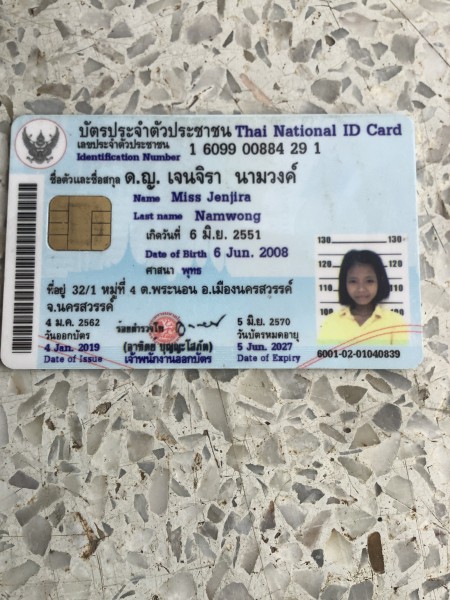 บัตรประจำตัวประชาชน Thai National ID Card
เลขประจำตัวประชาชน 1 6099 00884 29 1
Identification Number
ชื่อตัวและชื่อสกุล ด.ญ. เจนจิรา นามวงค์
Name Miss Jenjira
Last name Namwong
เกิดวันที่ 6 มิ.ย. 2551
Date of Birth 6 Jun. 2008
ศาสนา พุทธ
ที่อยู่ 32/1 หมู่ที่ 4 ต.พระนอน อ.เมืองนครสวรรค์
จ.นครสวรรค์
4 ม.ค. 2562
วันออกบัตร
4 Jan. 2019
Date of Issue
ร้อยตำรวจโท
เจ้าพนักงานออกบัตร
5 มิ.ย. 2570
วันบัตรหมดอายุ
5 Jun. 2027
Date of Expiry
130 130
120
110
6001-02-01040839